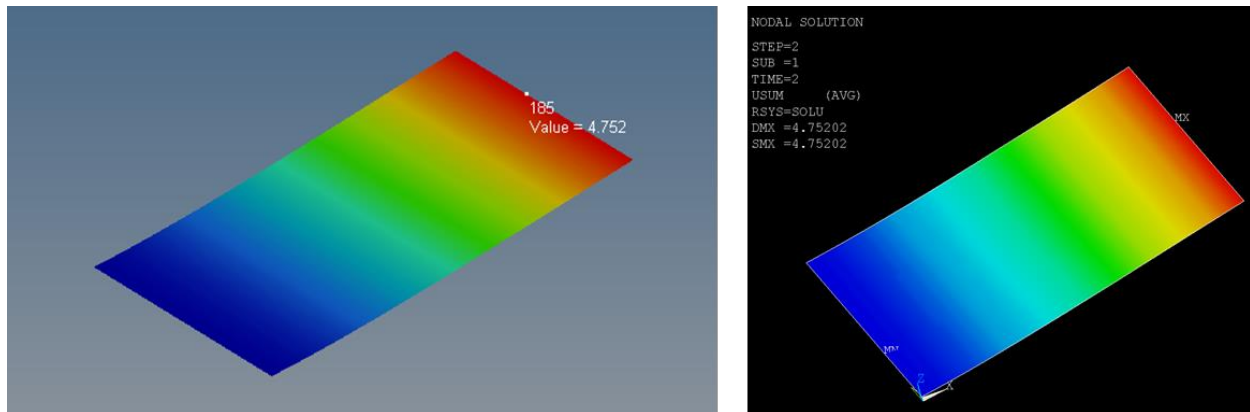 185
Value = 4.752
NODAL SOLUTION
STEP=2
SUB =1
TIME=2
USUM     (AVG)
RSYS=SOLU
DMX =4.75202
SMX =4.75202
MX
MN
Z
X